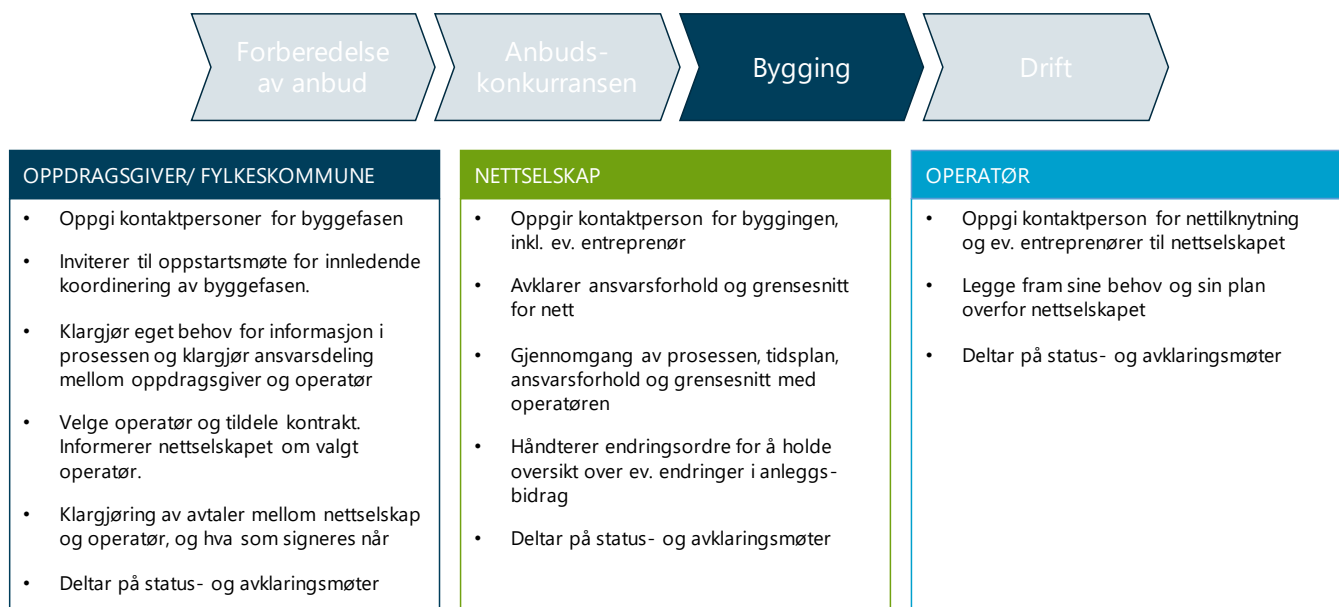 Forberedelse
av anbud
Anbuds-
konkurransen
Bygging
Drift
OPPDRAGSGIVER/ FYLKESKOMMUNE
• Oppgi kontaktpersoner for byggefasen
• Inviterer til oppstartsmøte for innledende
koordinering av byggefasen.
• Klargjør eget behov for informasjon i
prosessen og klargjør ansvarsdeling
mellom oppdragsgiver og operatør
• Velge operatør og tildele kontrakt.
Informerer nettselskapet om valgt
operatør.
• Klargjøring av avtaler mellom nettselskap
og operatør, og hva som signeres når
• Deltar på status- og avklaringsmøter
NETTSELSKAP
• Oppgir kontaktperson for byggingen,
inkl. ev. entreprenør
• Avklarer ansvarsforhold og grensesnitt
for nett
• Gjennomgang av prosessen, tidsplan,
ansvarsforhold og grensesnitt med
operatøren
• Håndterer endringsordre for å holde
oversikt over ev. endringer i anleggs-
bidrag
• Deltar på status- og avklaringsmøter
OPERATØR
• Oppgi kontaktperson for nettilknytning
og ev. entreprenører til nettselskapet
• Legge fram sine behov og sin plan
overfor nettselskapet
• Deltar på status- og avklaringsmøter